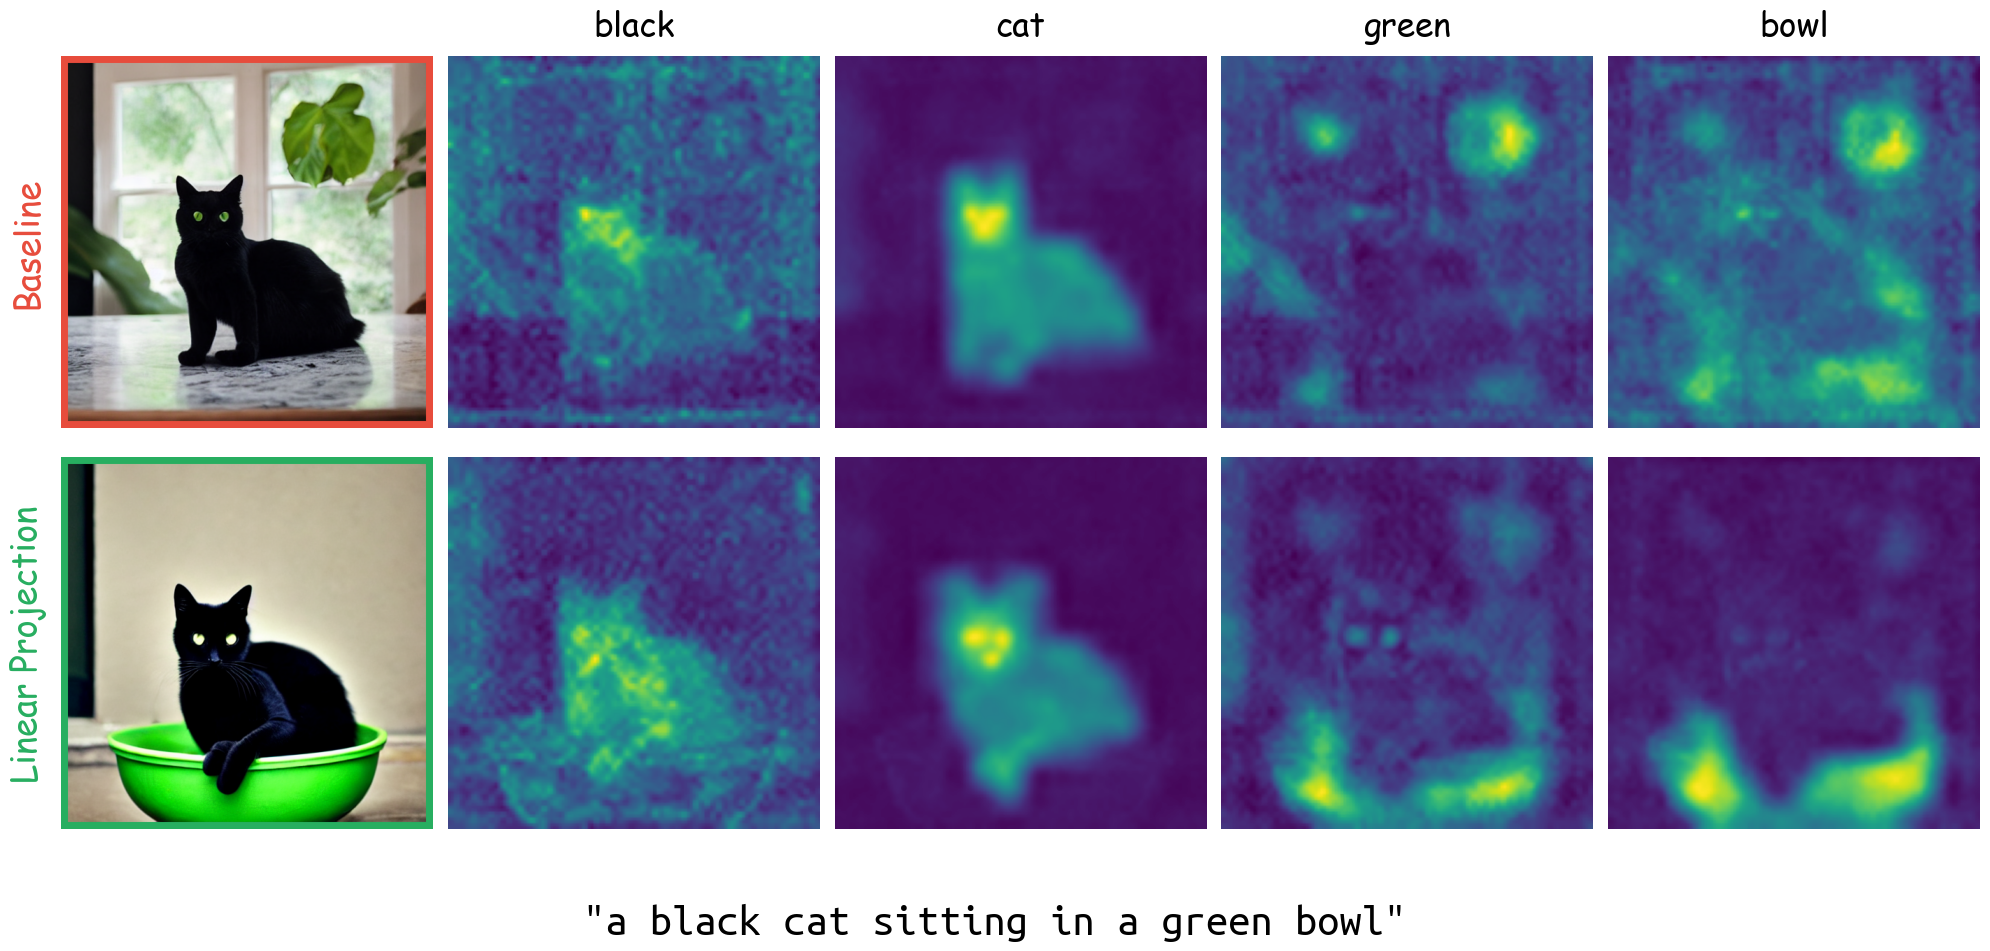 black cat green bowl
Baseline
Linear Projection
"a black cat sitting in a green bowl"